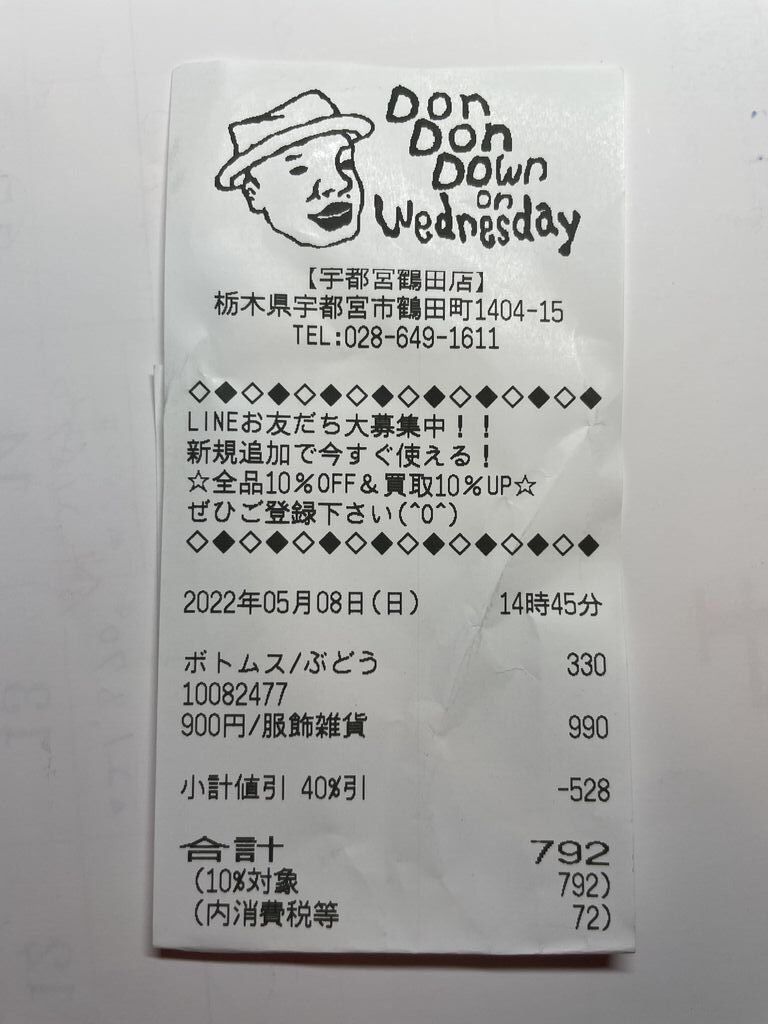 Don
Don
Down
on
Wednesday
【宇都宮鶴田店】
栃木県宇都宮市鶴田町1404-15
TEL:028-649-1611
◇◆◇◆◇◆◇◆◇◆◇◆◇◆◇◆
LINEお友だち大募集中！！
新規追加で今すぐ使える！
☆全品10％OFF＆買取10％UP☆
ぜひご登録下さい(^O^)
◇◆◇◆◇◆◇◆◇◆◇◆◇◆◇◆
2022年05月08日(日) 14時45分
ボトムス/ぶどう 330
10082477
900円/服飾雑貨 990
小計値引 40%引 -528
合計 792
(10%対象 792)
(内消費税等 72)